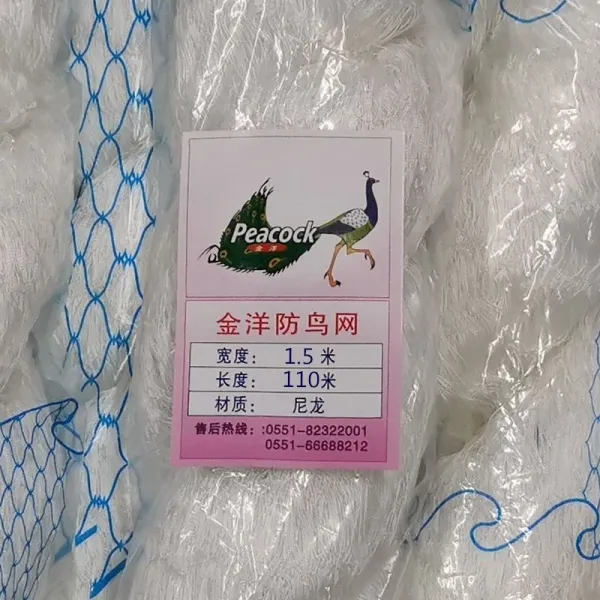 Peacock
金洋
金洋防鸟网
宽度： 1.5 米
长度： 110米
材质： 尼龙
售后热线：:0551-82322001
0551-66688212